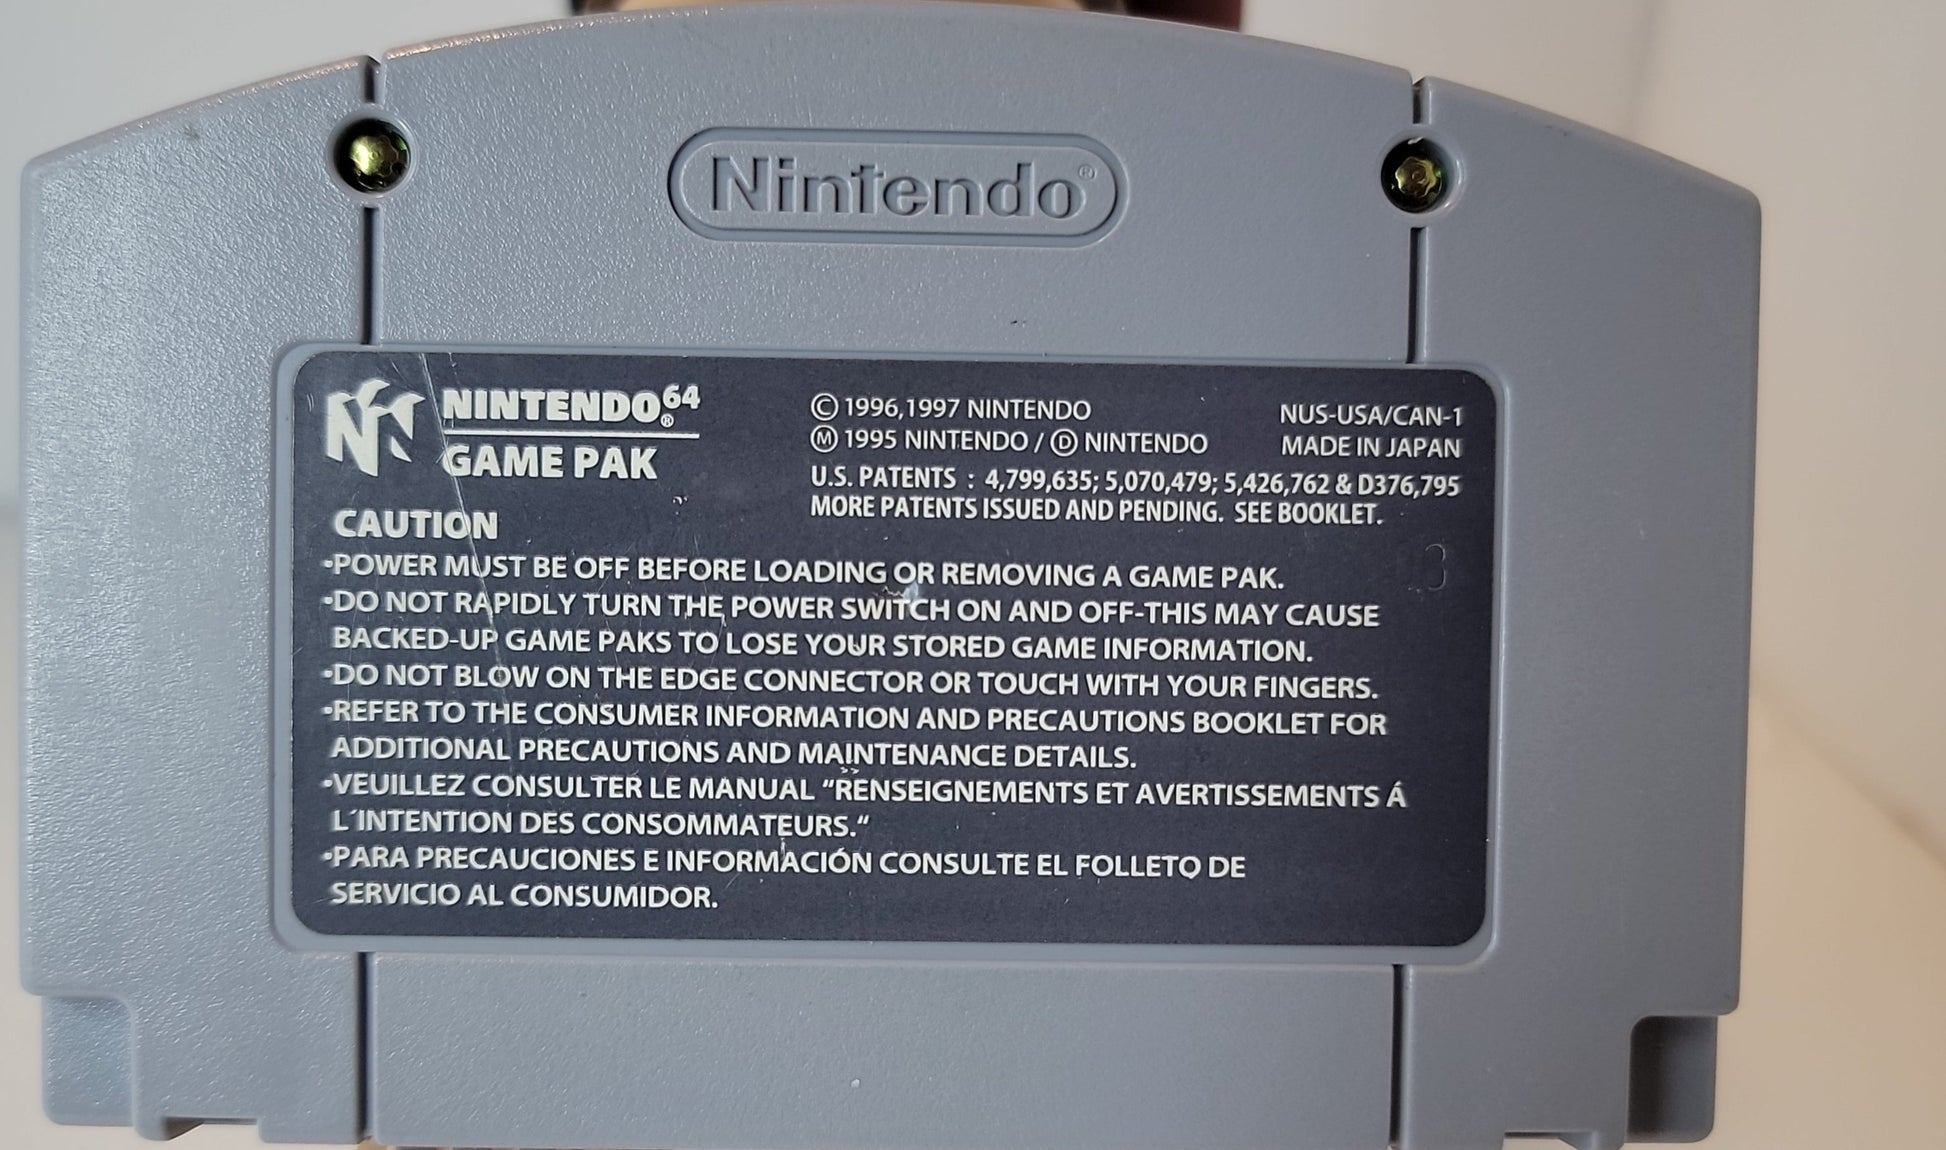 Nintendo®
NINTENDO®64
GAME PAK
© 1996,1997 NINTENDO
Ⓜ 1995 NINTENDO / Ⓓ NINTENDO
NUS-USA/CAN-1
MADE IN JAPAN
U.S. PATENTS : 4,799,635; 5,070,479; 5,426,762 & D376,795
MORE PATENTS ISSUED AND PENDING. SEE BOOKLET.
CAUTION
•POWER MUST BE OFF BEFORE LOADING OR REMOVING A GAME PAK.
•DO NOT RAPIDLY TURN THE POWER SWITCH ON AND OFF-THIS MAY CAUSE
BACKED-UP GAME PAKS TO LOSE YOUR STORED GAME INFORMATION.
•DO NOT BLOW ON THE EDGE CONNECTOR OR TOUCH WITH YOUR FINGERS.
•REFER TO THE CONSUMER INFORMATION AND PRECAUTIONS BOOKLET FOR
ADDITIONAL PRECAUTIONS AND MAINTENANCE DETAILS.
•VEUILLEZ CONSULTER LE MANUAL "RENSEIGNEMENTS ET AVERTISSEMENTS Á
L´INTENTION DES CONSOMMATEURS."
•PARA PRECAUCIONES E INFORMACIÓN CONSULTE EL FOLLETO DE
SERVICIO AL CONSUMIDOR.